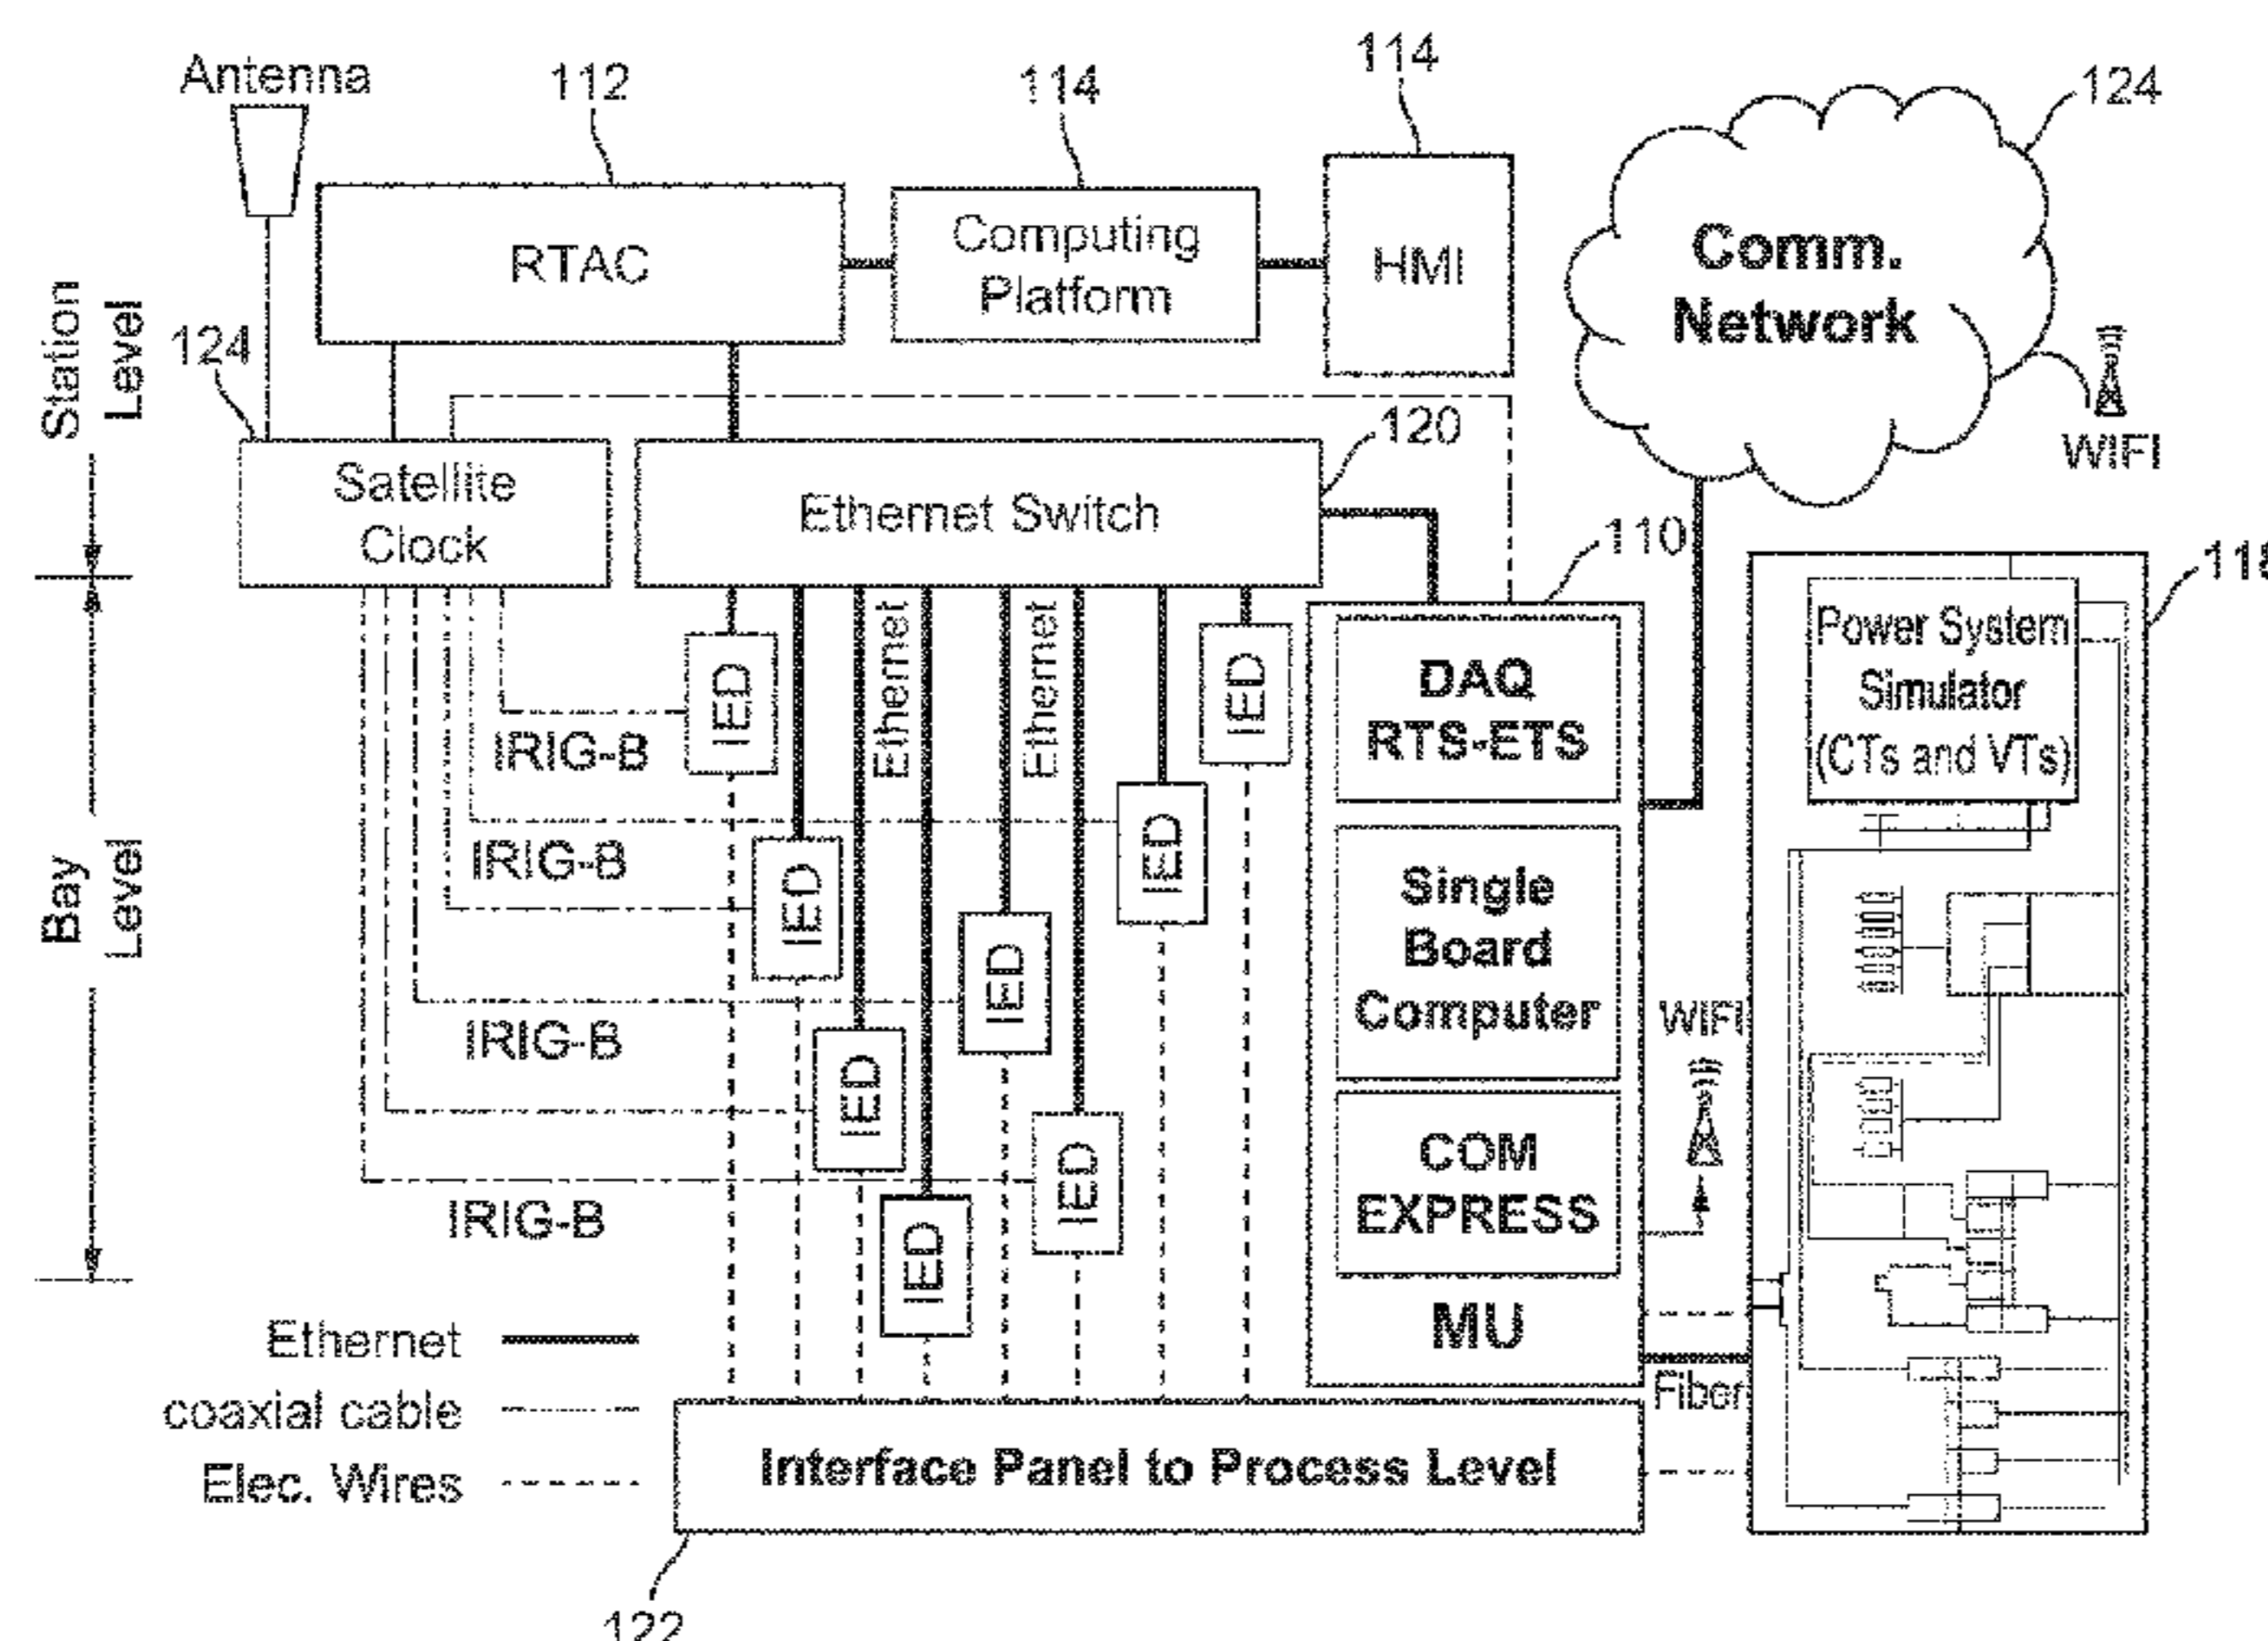 Antenna
112
114
114
124
RTAC
Computing
Platform
HMI
Comm.
Network
WIFI
Station
Level
124
120
Satellite
Clock
Ethernet Switch
110
Bay
Level
IRIG-B
IRIG-B
IRIG-B
IRIG-B
Ethernet
Ethernet
IED
IED
IED
IED
IED
IED
IED
IED
DAQ
RTS-ETS
Single
Board
Computer
COM
EXPRESS
MU
WIFI
Fiber
Power System
Simulator
(CTs and VTs)
Ethernet
coaxial cable
Elec. Wires
Interface Panel to Process Level
122